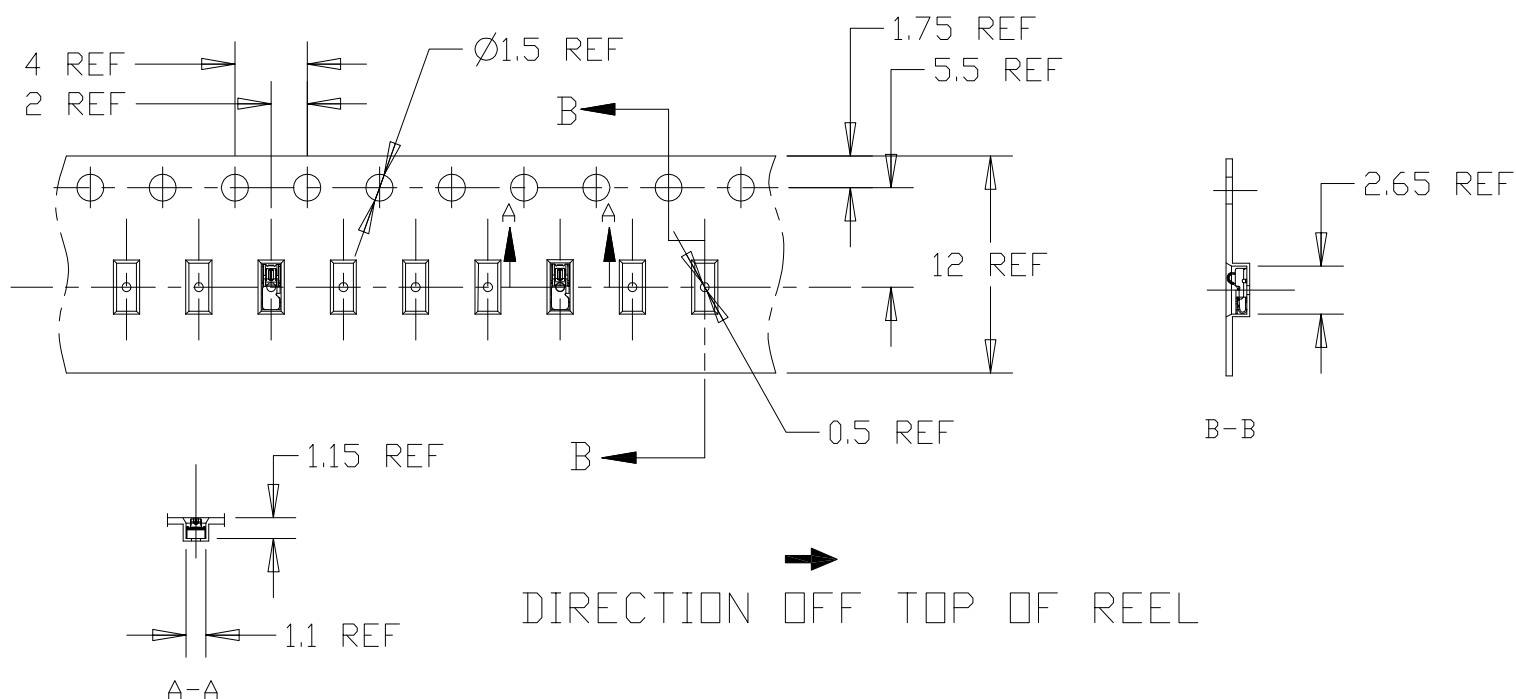 1.75 REF
Ø1.5 REF
4 REF
5.5 REF
2 REF
B
2.65 REF
A
A
12 REF
0.5 REF
B-B
B
1.15 REF
DIRECTION OFF TOP OF REEL
1.1 REF
A-A